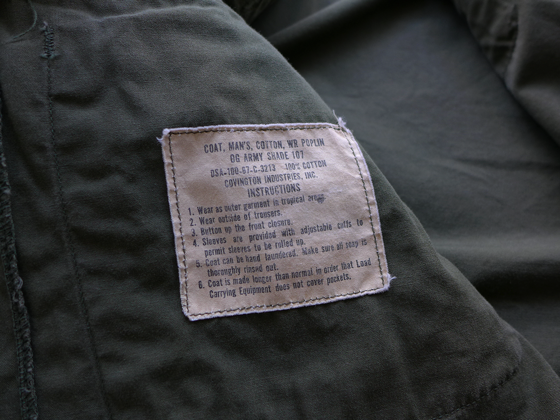 COAT, MAN'S, COTTON, WR POPLIN
OG ARMY SHADE 107
DSA-100-67-C-3213 100% COTTON
COVINGTON INDUSTRIES, INC.
INSTRUCTIONS
1. Wear as outer garment in tropical areas.
2. Wear outside of trousers.
3. Button up the front closure.
4. Sleeves are provided with adjustable cuffs to
permit sleeves to be rolled up.
5. Coat can be hand laundered. Make sure all soap is
thoroughly rinsed out.
6. Coat is made longer than normal in order that Load
Carrying Equipment does not cover pockets.